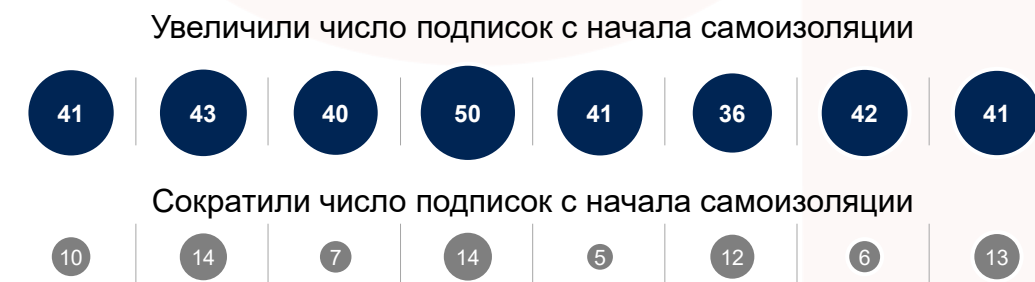 Увеличили число подписок с начала самоизоляции
41 43 40 50 41 36 42 41
Сократили число подписок с начала самоизоляции
10 14 7 14 5 12 6 13